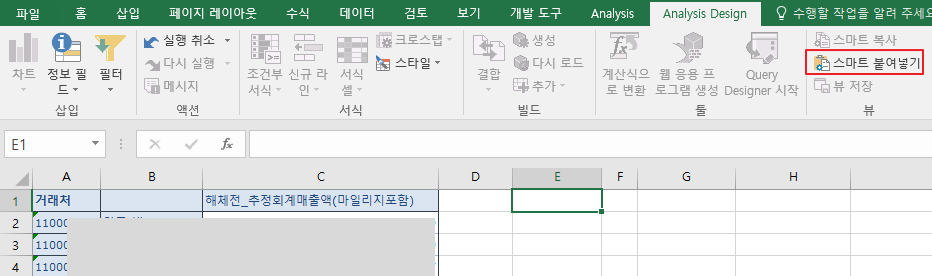 파일 홈 삽입 페이지 레이아웃 수식 데이터 검토 보기 개발 도구 Analysis Analysis Design 수행할 작업을 알려 주세요
차트
정보 필드
필터
삽입
실행 취소
다시 실행
메시지
액션
조건부 서식
신규 라인
서식 셀
크로스탭
서식
결합
생성
다시 로드
추가
빌드
계산식으로 변환
웹 응용 프로그램 생성
Query Designer 시작
툴
스마트 복사
스마트 붙여넣기
뷰 저장
뷰
E1 fx
A B C D E F G H
1 거래처 해체전_추정회계매출액(마일리지포함)
2 11000
3 11000
4 11000